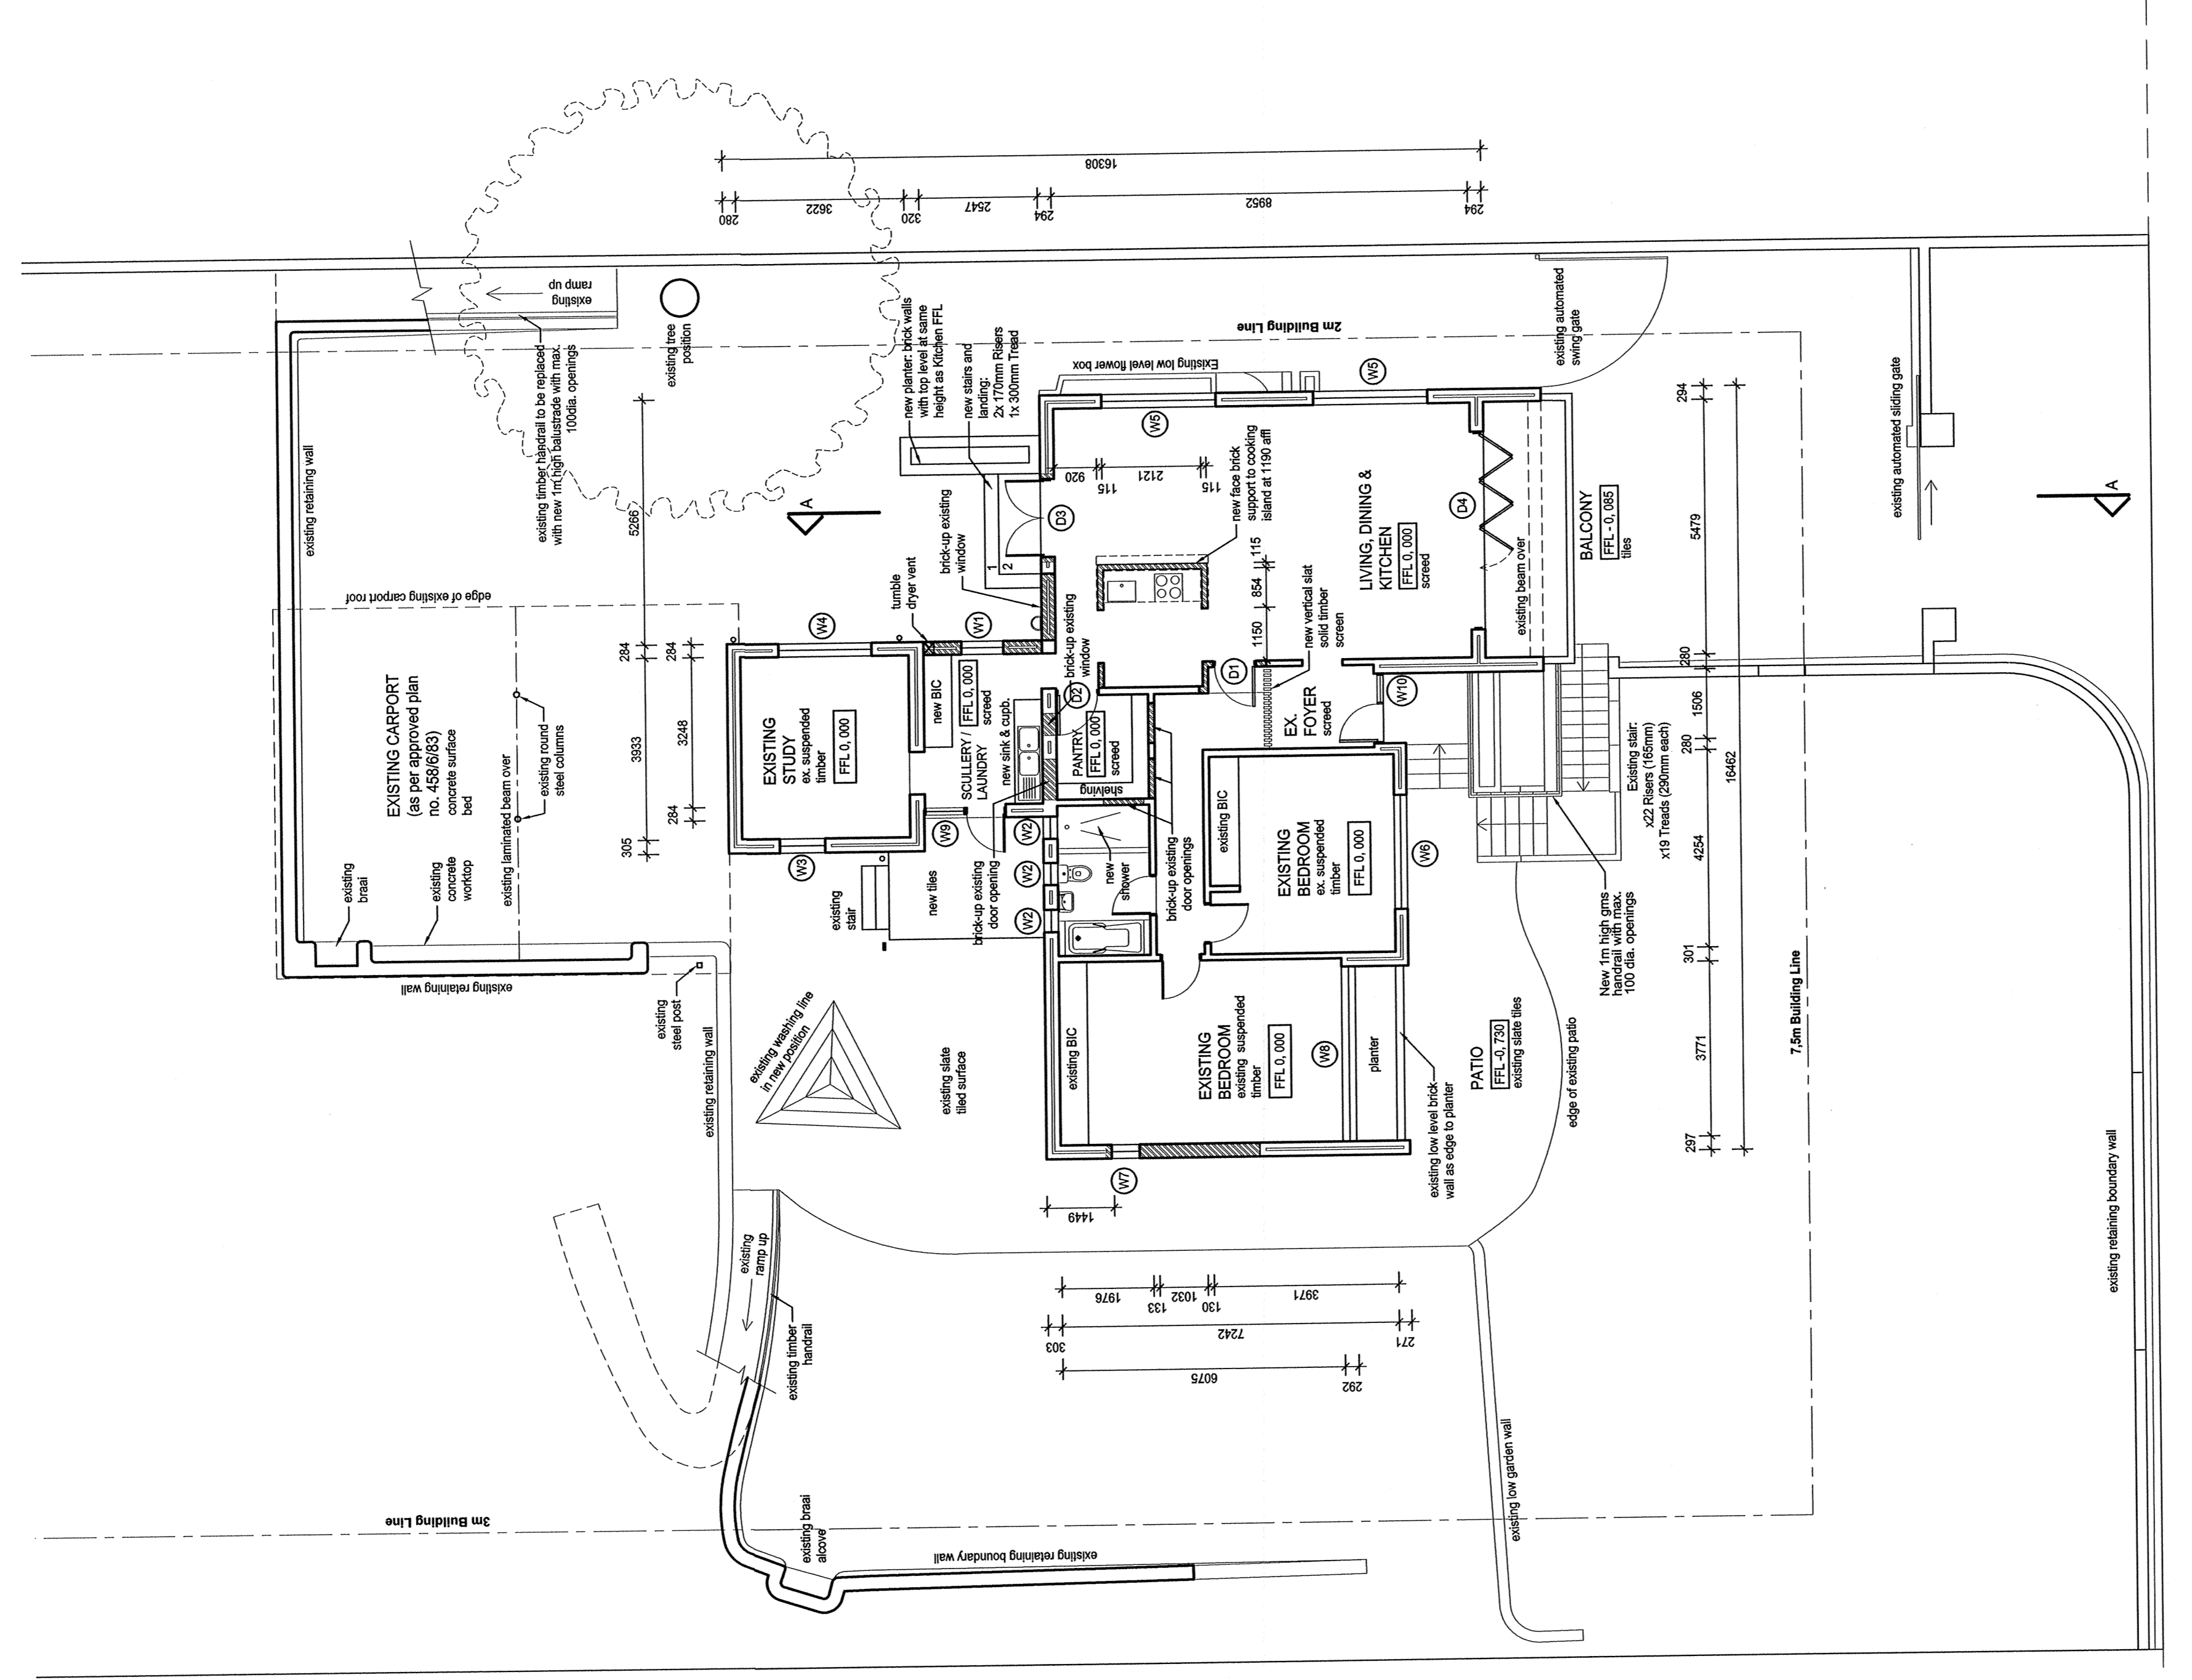 EXISTING CARPORT
(as per approved plan
no. 458/6/83)
concrete surface
bed
existing retaining wall
edge of existing carport roof
existing laminated beam over
existing round
steel columns
existing
braai
existing
concrete
worktop
existing retaining wall
existing
steel post
existing retaining wall
existing
ramp up
existing timber handrail to be replaced
with new 1m high balustrade with max.
100dia. openings
existing tree
position
new planter: brick walls
with top level at same
height as Kitchen FFL
new stairs and
landing:
2x 170mm Risers
1x 300mm Tread
1
2
brick-up existing
window
tumble
dryer vent
A
5266
284
3933
305
284
3248
284
280
3622
320
2547
294
8952
294
16308
2m Building Line
Existing low level flower box
W5
W5
W4
W1
W3
W9
W2
W2
W2
D3
D2
D1
D4
W10
W6
W8
W7
EXISTING
STUDY
ex. suspended
timber
FFL 0, 000
new BIC
FFL 0, 000
screed
SCULLERY /
LAUNDRY
new sink & cupb.
brick-up existing
window
PANTRY
FFL 0, 000
screed
shelving
existing
stair
new tiles
brick-up existing
door opening
new
shower
brick-up existing
door openings
920
115
2121
115
new face brick
support to cooking
island at 1190 affl
1150
854
115
new vertical slat
solid timber
screen
LIVING, DINING &
KITCHEN
FFL 0, 000
screed
EX.
FOYER
screed
existing beam over
BALCONY
FFL - 0, 085
tiles
existing automated
swing gate
existing automated sliding gate
A
existing BIC
EXISTING
BEDROOM
ex. suspended
timber
FFL 0, 000
existing BIC
EXISTING
BEDROOM
existing suspended
timber
FFL 0, 000
planter
existing low level brick
wall as edge to planter
PATIO
FFL -0, 730
existing slate tiles
edge of existing patio
New 1m high gms
handrail with max.
100 dia. openings
Existing stair:
x22 Risers (165mm)
x19 Treads (290mm each)
294
5479
280
1506
280
4254
301
3771
297
16462
7,5m Building Line
existing retaining boundary wall
existing washing line
in new position
existing slate
tiled surface
existing
ramp up
existing timber
handrail
existing braai
alcove
1449
1976
133
1032
130
3971
303
7242
271
6075
292
3m Building Line
existing retaining boundary wall
existing low garden wall